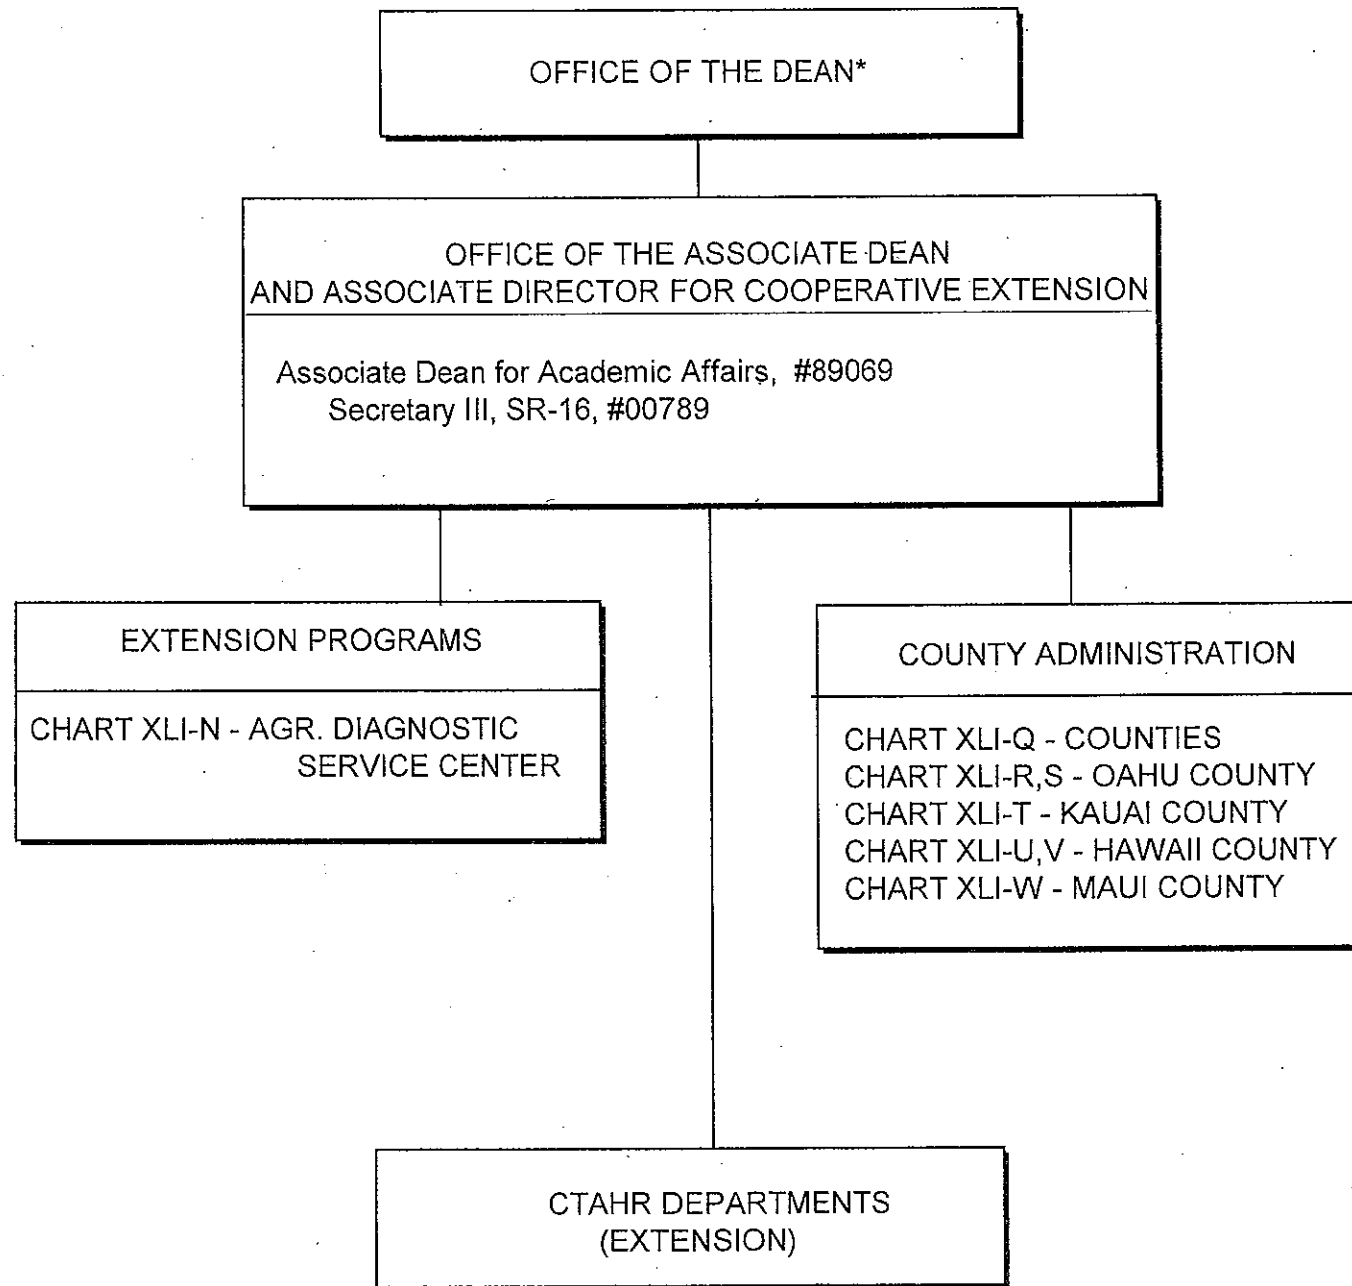 OFFICE OF THE DEAN*
OFFICE OF THE ASSOCIATE DEAN
AND ASSOCIATE DIRECTOR FOR COOPERATIVE EXTENSION
Associate Dean for Academic Affairs, #89069
Secretary III, SR-16, #00789
EXTENSION PROGRAMS
CHART XLI-N - AGR. DIAGNOSTIC
SERVICE CENTER
COUNTY ADMINISTRATION
CHART XLI-Q - COUNTIES
CHART XLI-R,S - OAHU COUNTY
CHART XLI-T - KAUAI COUNTY
CHART XLI-U,V - HAWAII COUNTY
CHART XLI-W - MAUI COUNTY
CTAHR DEPARTMENTS
(EXTENSION)